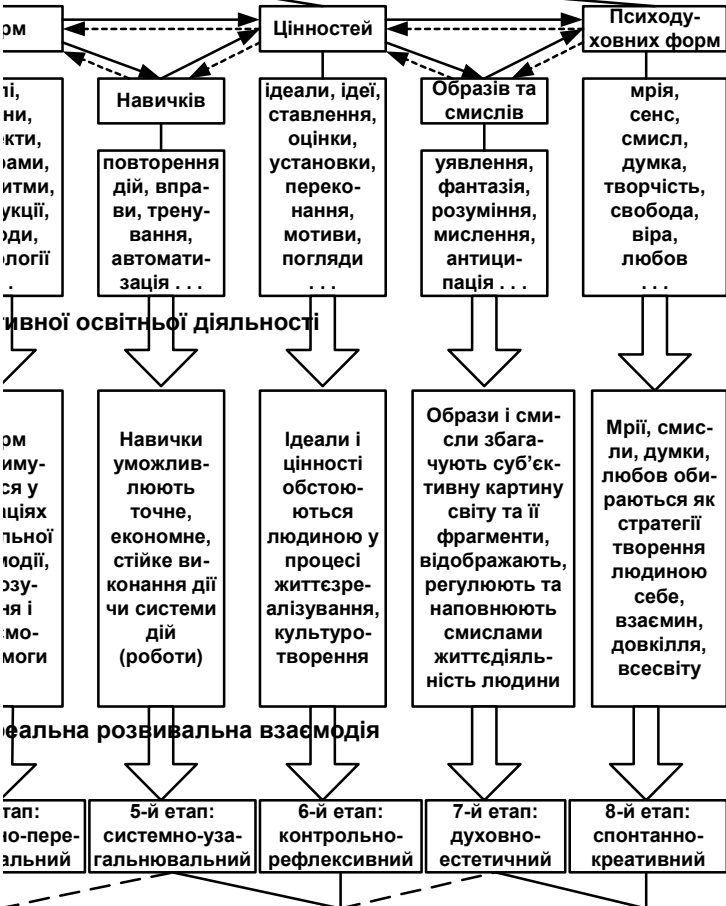 Цінностей
Психоду-
ховних форм
Навичків
Образів та
смислів
повторення
дій, впра-
ви, трену-
вання,
автомати-
зація . . .
ідеали, ідеї,
ставлення,
оцінки,
установки,
переко-
нання,
мотиви,
погляди
. . .
уявлення,
фантазія,
розуміння,
мислення,
антици-
пація . . .
мрія,
сенс,
смисл,
думка,
творчість,
свобода,
віра,
любов
. . .
освітньої діяльності
Навички
уможлив-
люють
точне,
економне,
стійке ви-
конання дії
чи системи
дій
(роботи)
Ідеали і
цінності
обстою-
ються
людиною у
процесі
життєзре-
алізування,
культуро-
творення
Образи і сми-
сли збага-
чують суб’єк-
тивну картину
світу та її
фрагменти,
відображають,
регулюють та
наповнюють
смислами
життєдіяль-
ність людини
Мрії, смис-
ли, думки,
любов оби-
раються як
стратегії
творення
людиною
себе,
взаємин,
довкілля,
всесвіту
розвивальна взаємодія
5-й етап:
системно-уза-
гальнювальний
6-й етап:
контрольно-
рефлексивний
7-й етап:
духовно-
естетичний
8-й етап:
спонтанно-
креативний